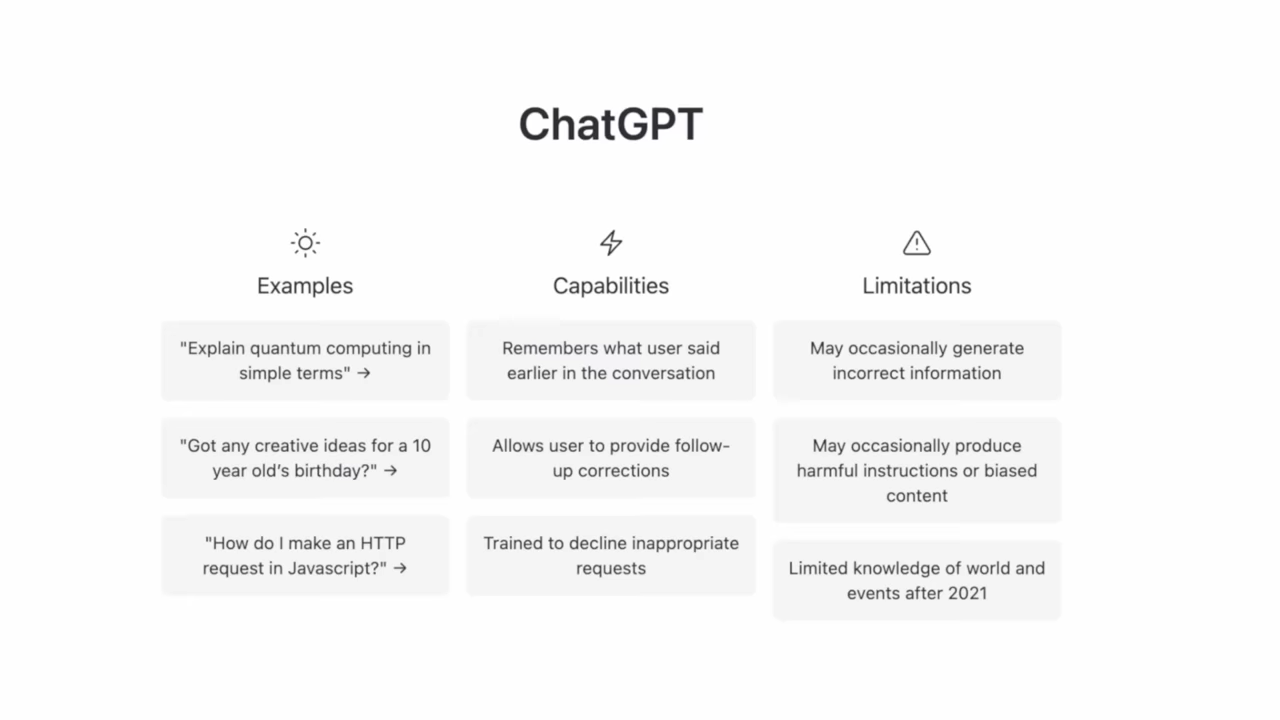 ChatGPT
Examples
"Explain quantum computing in
simple terms" →
"Got any creative ideas for a 10
year old's birthday?" →
"How do I make an HTTP
request in Javascript?" →
Capabilities
Remembers what user said
earlier in the conversation
Allows user to provide follow-
up corrections
Trained to decline inappropriate
requests
Limitations
May occasionally generate
incorrect information
May occasionally produce
harmful instructions or biased
content
Limited knowledge of world and
events after 2021